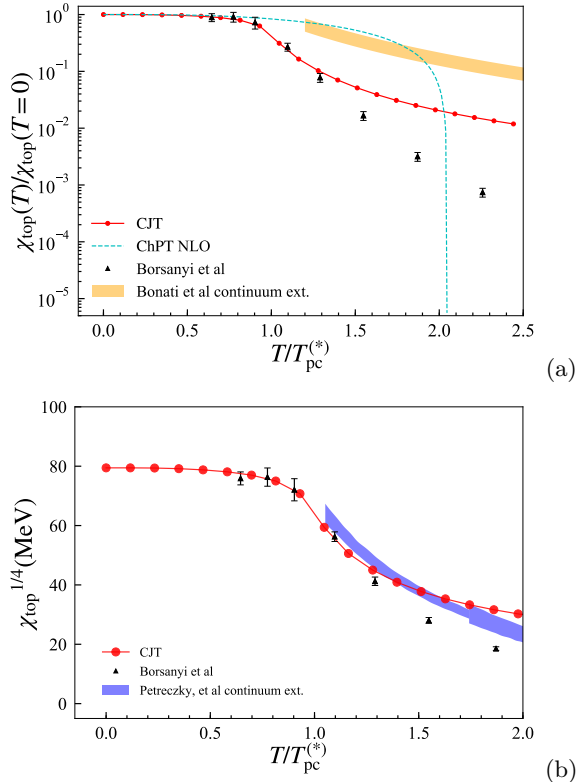 10^0
10^-1
10^-2
10^-3
10^-4
10^-5
χ_top(T)/χ_top(T=0)
CJT
ChPT NLO
Borsanyi et al
Bonati et al continuum ext.
0.0 0.5 1.0 1.5 2.0 2.5
T/T_pc^(*)
(a)
100
80
60
40
20
0
χ_top^1/4(MeV)
CJT
Borsanyi et al
Petreczky, et al continuum ext.
0.0 0.5 1.0 1.5 2.0
T/T_pc^(*)
(b)